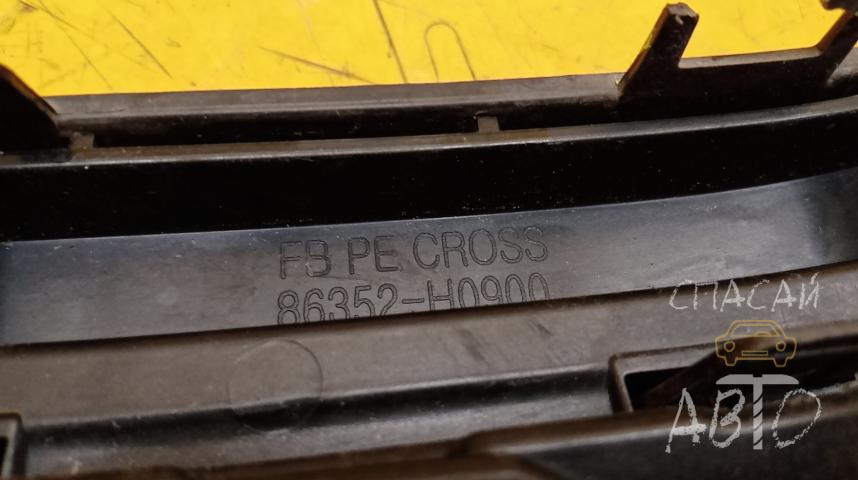 FB PE CROSS
86352-H0900
СПАСАЙ
АВТО